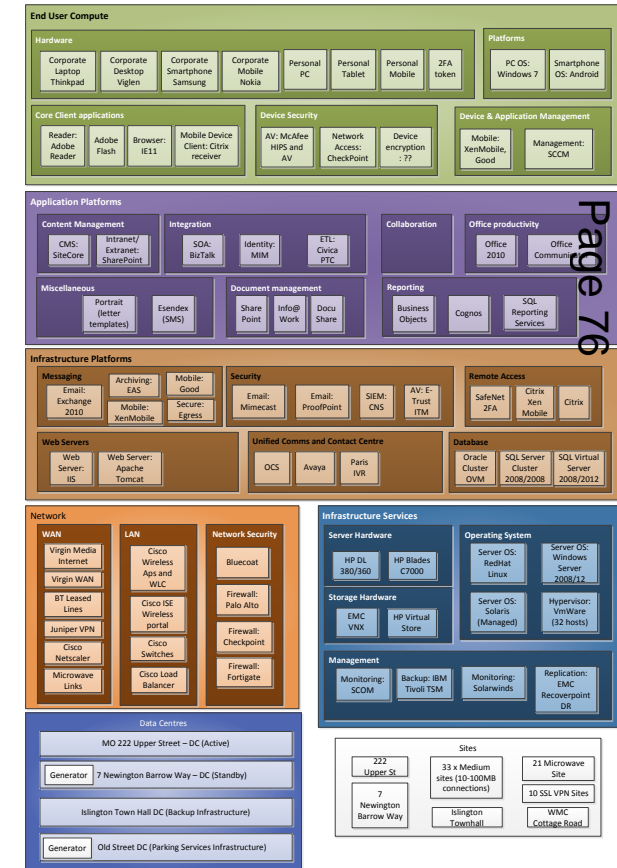 End User Compute
Hardware
Corporate
Laptop
Thinkpad
Corporate
Desktop
Viglen
Corporate
Smartphone
Samsung
Corporate
Mobile
Nokia
Personal
PC
Personal
Tablet
Personal
Mobile
2FA
token
Platforms
PC OS:
Windows 7
Smartphone
OS: Android
Core Client applications
Reader:
Adobe
Reader
Adobe
Flash
Browser:
IE11
Mobile Device
Client: Citrix
receiver
Device Security
AV: McAfee
HIPS and
AV
Network
Access:
CheckPoint
Device
encryption
: ??
Device & Application Management
Mobile:
XenMobile,
Good
Management:
SCCM
Application Platforms
Content Management
CMS:
SiteCore
Intranet/
Extranet:
SharePoint
Integration
SOA:
BizTalk
Identity:
MIM
ETL:
Civica
PTC
Collaboration
Office productivity
Office
2010
Office
Communicator
Miscellaneous
Portrait
(letter
templates)
Esendex
(SMS)
Document management
Share
Point
Info@
Work
Docu
Share
Reporting
Business
Objects
Cognos
SQL
Reporting
Services
Page 76
Infrastructure Platforms
Messaging
Email:
Exchange
2010
Archiving:
EAS
Mobile:
XenMobile
Mobile:
Good
Secure:
Egress
Security
Email:
Mimecast
Email:
ProofPoint
SIEM:
CNS
AV: E-
Trust
ITM
Remote Access
SafeNet
2FA
Citrix
Xen
Mobile
Citrix
Web Servers
Web
Server:
IIS
Web Server:
Apache
Tomcat
Unified Comms and Contact Centre
OCS
Avaya
Paris
IVR
Database
Oracle
Cluster
OVM
SQL Server
Cluster
2008/2008
SQL Virtual
Server
2008/2012
Network
WAN
Virgin Media
Internet
Virgin WAN
BT Leased
Lines
Juniper VPN
Cisco
Netscaler
Microwave
Links
LAN
Cisco
Wireless
Aps and
WLC
Cisco ISE
Wireless
portal
Cisco
Switches
Cisco Load
Balancer
Network Security
Bluecoat
Firewall:
Palo Alto
Firewall:
Checkpoint
Firewall:
Fortigate
Infrastructure Services
Server Hardware
HP DL
380/360
HP Blades
C7000
Storage Hardware
EMC
VNX
HP Virtual
Store
Operating System
Server OS:
RedHat
Linux
Server OS:
Windows
Server
2008/12
Server OS:
Solaris
(Managed)
Hypervisor:
VmWare
(32 hosts)
Management
Monitoring:
SCOM
Backup: IBM
Tivoli TSM
Monitoring:
Solarwinds
Replication:
EMC
Recoverpoint
DR
Data Centres
MO 222 Upper Street – DC (Active)
Generator
7 Newington Barrow Way – DC (Standby)
Islington Town Hall DC (Backup Infrastructure)
Generator
Old Street DC (Parking Services Infrastructure)
Sites
222
Upper St
33 x Medium
sites (10-100MB
connections)
21 Microwave
Site
10 SSL VPN Sites
7
Newington
Barrow Way
Islington
Townhall
WMC
Cottage Road